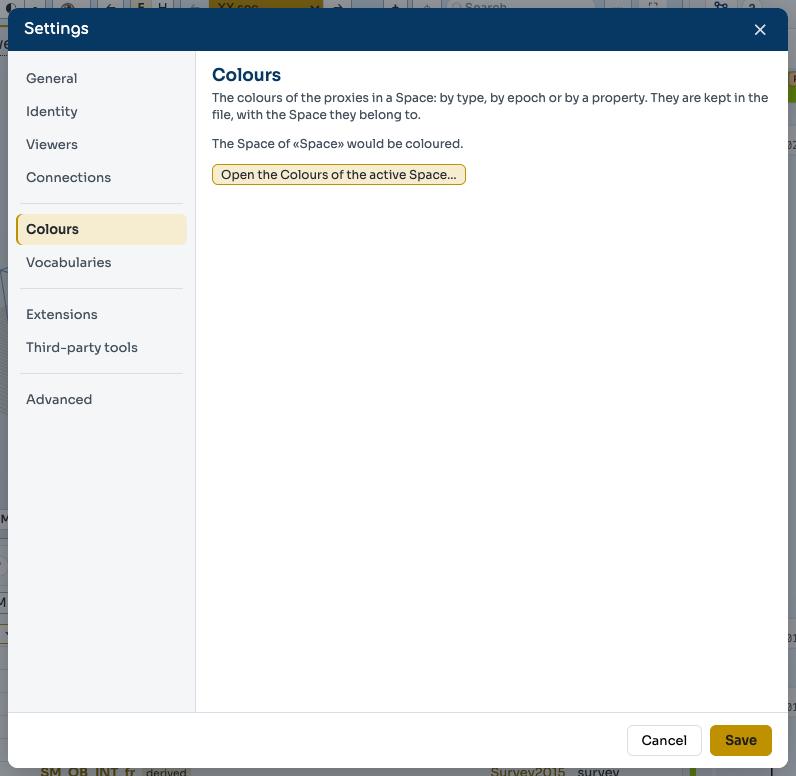 Settings
General
Identity
Viewers
Connections
Colours
Vocabularies
Extensions
Third-party tools
Advanced
Colours
The colours of the proxies in a Space: by type, by epoch or by a property. They are kept in the
file, with the Space they belong to.
The Space of «Space» would be coloured.
Open the Colours of the active Space...
Cancel
Save
SM_OB_INT_fr derived
Survey2015 survey